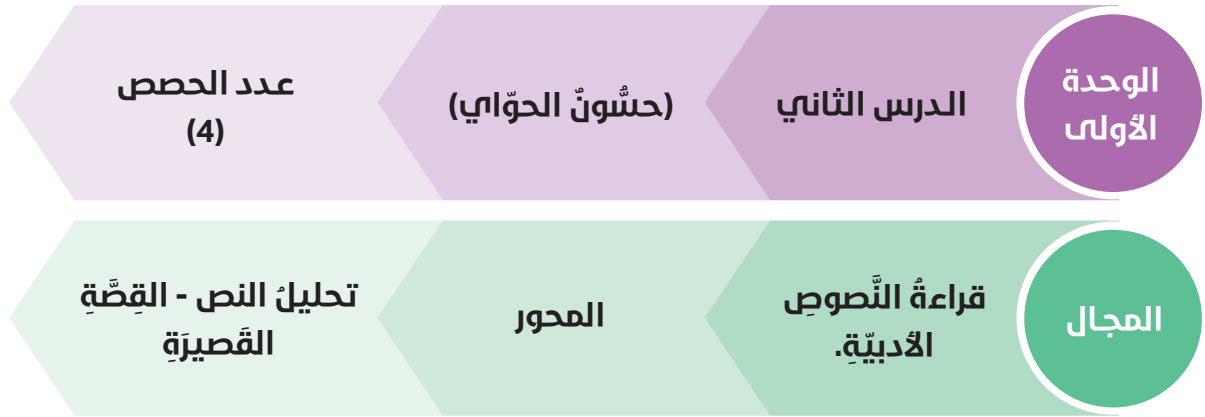 الوحدة
الأولى
الدرس الثاني
(حسُّونٌ الحوّاي)
عدد الحصص
(4)
المجال
قراءةُ النَّصوصِ
الأدبيّةِ.
المحور
تحليلُ النص - القِصَّةِ
القَصيرَةِ